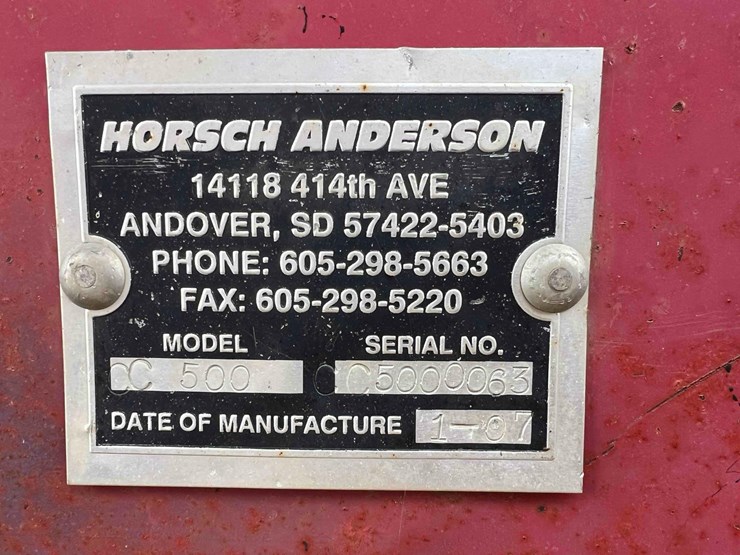 HORSCH ANDERSON
14118 414th AVE
ANDOVER, SD 57422-5403
PHONE: 605-298-5663
FAX: 605-298-5220
MODEL SERIAL NO.
CC 500 CC5000063
DATE OF MANUFACTURE 1-07